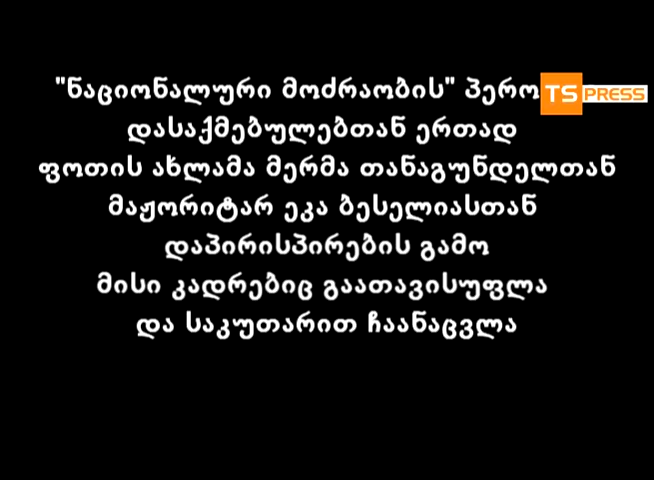 "ნაციონალური მოძრაობის" პერო
TS PRESS
დასაქმებულებთან ერთად
ფოთის ახლამა მერმა თანაგუნდელთან
მაჟორიტარ ეკა ბესელიასთან
დაპირისპირების გამო
მისი კადრებიც გაათავისუფლა
და საკუთარით ჩაანაცვლა